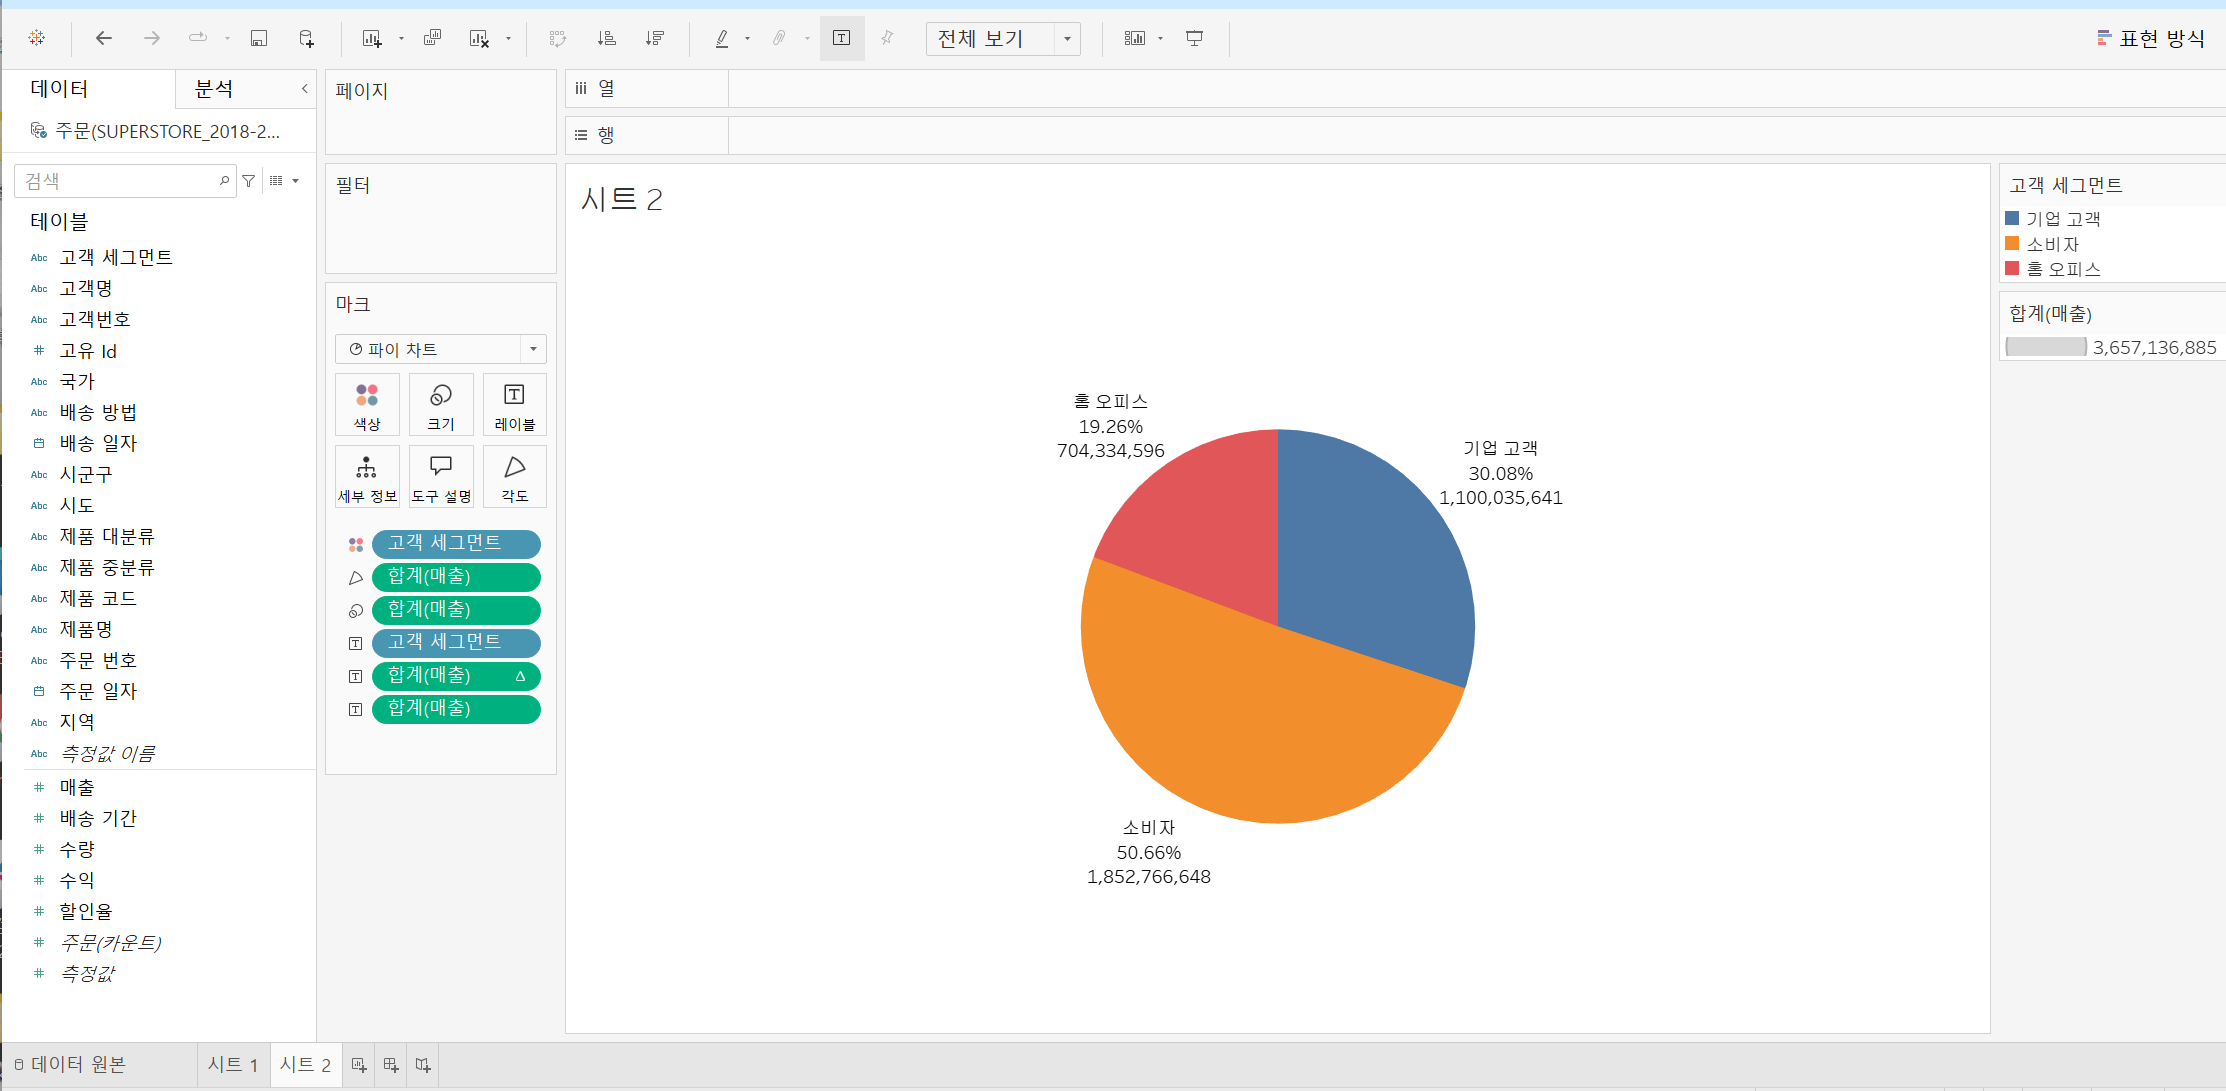 전체 보기
표현 방식
데이터
분석
주문(SUPERSTORE_2018-2...
검색
테이블
Abc 고객 세그먼트
Abc 고객명
Abc 고객번호
# 고유 Id
Abc 국가
Abc 배송 방법
배송 일자
Abc 시군구
Abc 시도
Abc 제품 대분류
Abc 제품 중분류
Abc 제품 코드
Abc 제품명
Abc 주문 번호
주문 일자
Abc 지역
Abc 측정값 이름
# 매출
# 배송 기간
# 수량
# 수익
# 할인율
# 주문(카운트)
# 측정값
페이지
필터
마크
파이 차트
색상
크기
레이블
세부 정보
도구 설명
각도
고객 세그먼트
합계(매출)
합계(매출)
고객 세그먼트
합계(매출) Δ
합계(매출)
열
행
시트 2
홈 오피스
19.26%
704,334,596
기업 고객
30.08%
1,100,035,641
소비자
50.66%
1,852,766,648
고객 세그먼트
기업 고객
소비자
홈 오피스
합계(매출)
3,657,136,885
데이터 원본
시트 1
시트 2